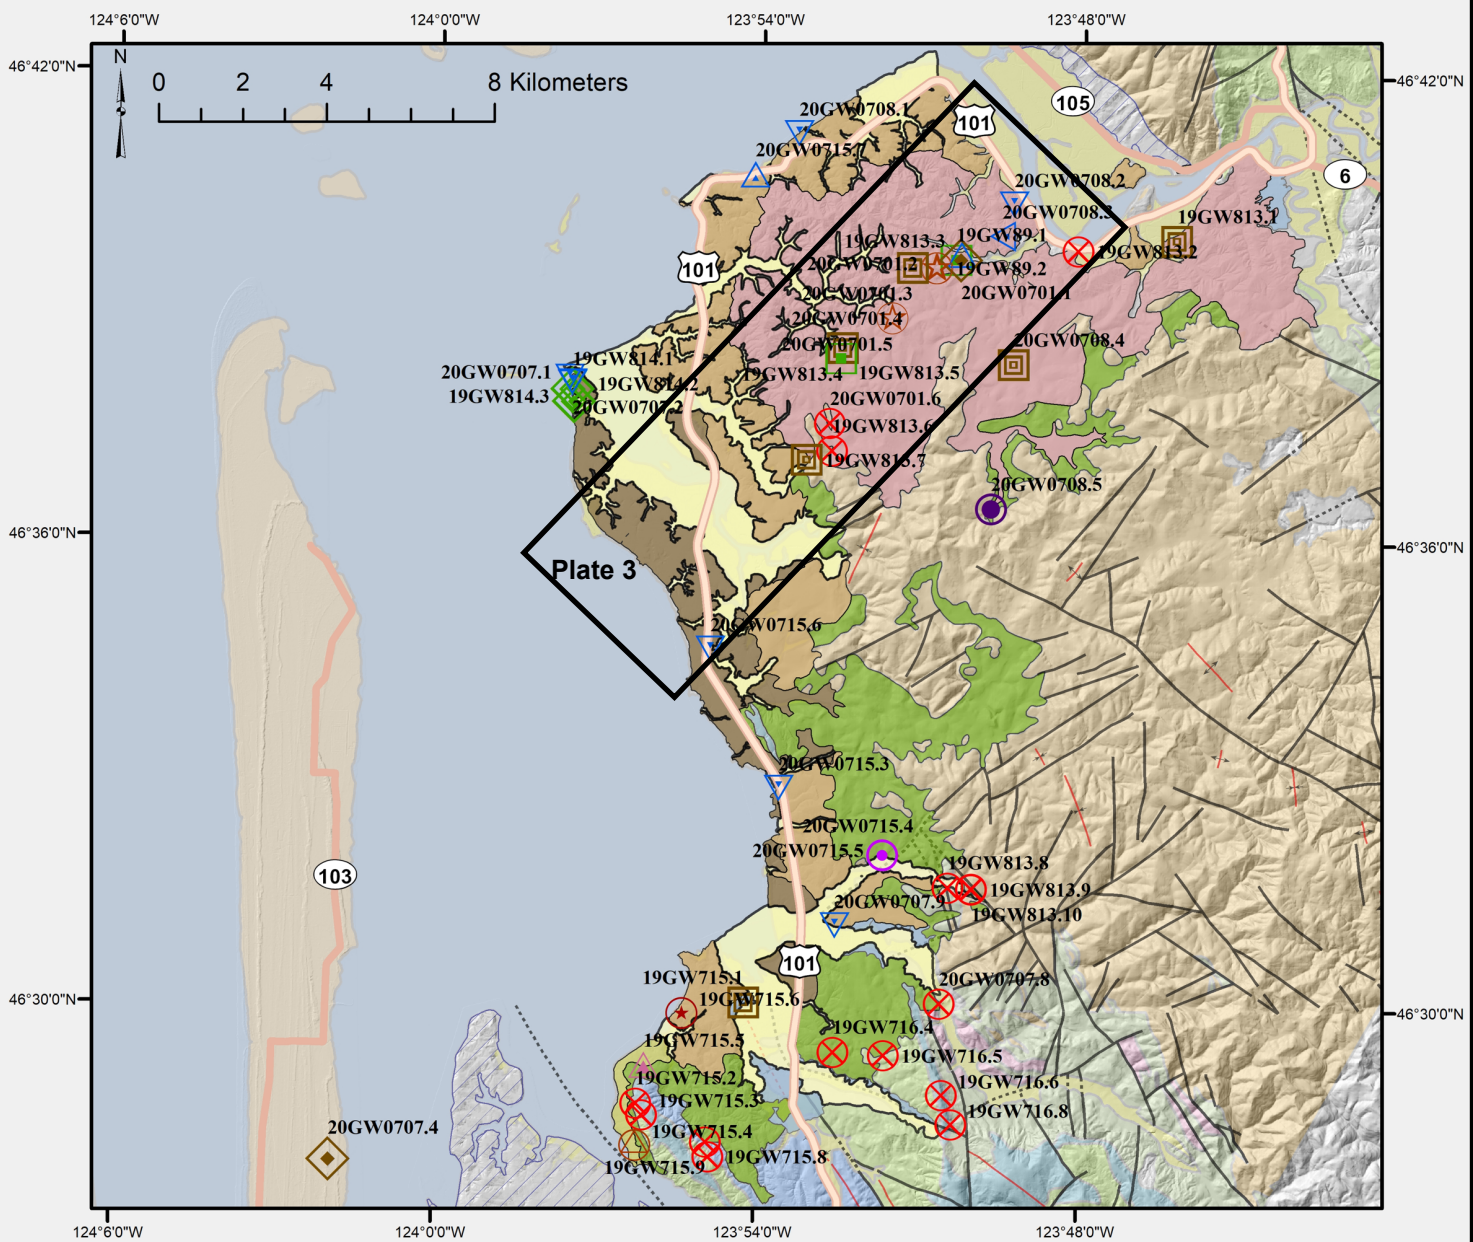 124°6'0"W 124°0'0"W 123°54'0"W 123°48'0"W
46°42'0"N
N
0 2 4 8 Kilometers
46°42'0"N
105
20GW0708.1
101
20GW0715.7
6
20GW0708.2
20GW0708.3
19GW813.1
19GW813.3
19GW89.1
19GW813.2
101
20GW0701.2
19GW89.2
20GW0701.3
20GW0701.1
20GW0701.4
20GW0701.5
20GW0708.4
19GW814.1
20GW0707.1
19GW813.4
19GW813.5
19GW814.2
19GW814.3
20GW0707.2
20GW0701.6
19GW813.6
19GW813.7
20GW0708.5
46°36'0"N
46°36'0"N
Plate 3
20GW0715.6
20GW0715.3
20GW0715.4
20GW0715.5
19GW813.8
103
19GW813.9
20GW0707.9
19GW813.10
101
19GW715.1
20GW0707.8
46°30'0"N
19GW715.6
46°30'0"N
19GW716.4
19GW715.5
19GW716.5
19GW715.2
19GW716.6
19GW715.3
19GW716.8
20GW0707.4
19GW715.4
19GW715.8
19GW715.9
124°6'0"W 124°0'0"W 123°54'0"W 123°48'0"W